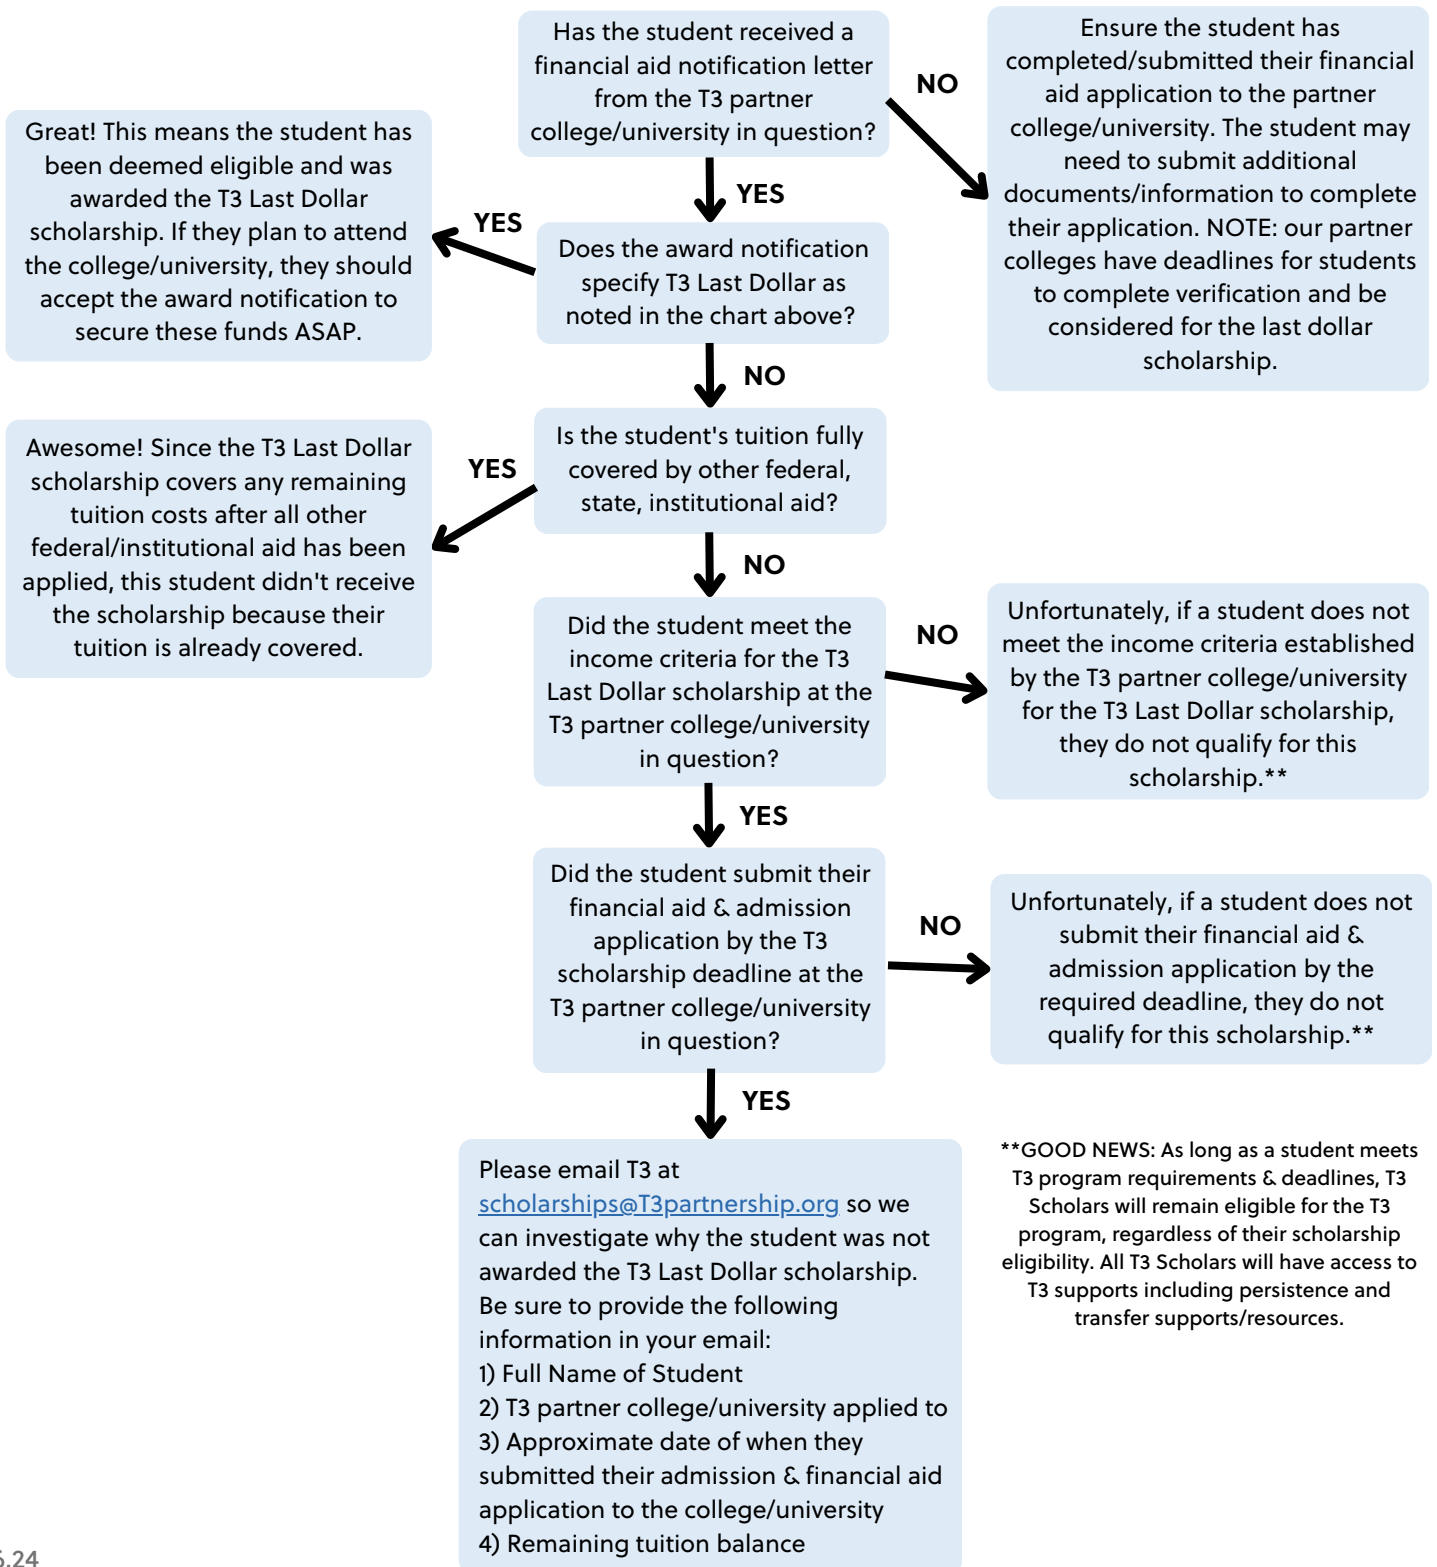 Has the student received a
financial aid notification letter
from the T3 partner
college/university in question?
NO
Ensure the student has
completed/submitted their financial
aid application to the partner
college/university. The student may
need to submit additional
documents/information to complete
their application. NOTE: our partner
colleges have deadlines for students
to complete verification and be
considered for the last dollar
scholarship.
YES
Does the award notification
specify T3 Last Dollar as
noted in the chart above?
YES
Great! This means the student has
been deemed eligible and was
awarded the T3 Last Dollar
scholarship. If they plan to attend
the college/university, they should
accept the award notification to
secure these funds ASAP.
NO
Is the student's tuition fully
covered by other federal,
state, institutional aid?
YES
Awesome! Since the T3 Last Dollar
scholarship covers any remaining
tuition costs after all other
federal/institutional aid has been
applied, this student didn't receive
the scholarship because their
tuition is already covered.
NO
Did the student meet the
income criteria for the T3
Last Dollar scholarship at the
T3 partner college/university
in question?
NO
Unfortunately, if a student does not
meet the income criteria established
by the T3 partner college/university
for the T3 Last Dollar scholarship,
they do not qualify for this
scholarship.**
YES
Did the student submit their
financial aid & admission
application by the T3
scholarship deadline at the
T3 partner college/university
in question?
NO
Unfortunately, if a student does not
submit their financial aid &
admission application by the
required deadline, they do not
qualify for this scholarship.**
YES
Please email T3 at
scholarships@T3partnership.org so we
can investigate why the student was not
awarded the T3 Last Dollar scholarship.
Be sure to provide the following
information in your email:
1) Full Name of Student
2) T3 partner college/university applied to
3) Approximate date of when they
submitted their admission & financial aid
application to the college/university
4) Remaining tuition balance
**GOOD NEWS: As long as a student meets
T3 program requirements & deadlines, T3
Scholars will remain eligible for the T3
program, regardless of their scholarship
eligibility. All T3 Scholars will have access to
T3 supports including persistence and
transfer supports/resources.
.24